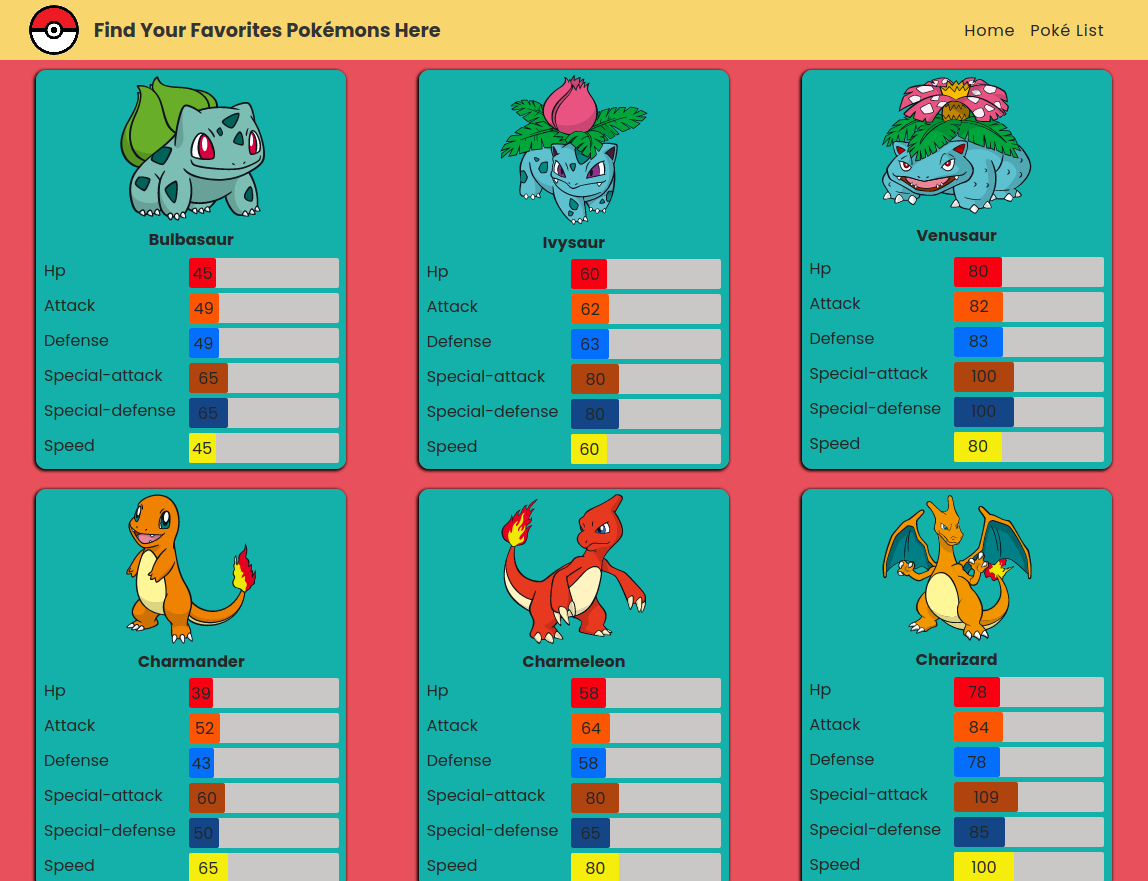 Find Your Favorites Pokémons Here
Home Poké List
Bulbasaur
Hp 45
Attack 49
Defense 49
Special-attack 65
Special-defense 65
Speed 45
Ivysaur
Hp 60
Attack 62
Defense 63
Special-attack 80
Special-defense 80
Speed 60
Venusaur
Hp 80
Attack 82
Defense 83
Special-attack 100
Special-defense 100
Speed 80
Charmander
Hp 39
Attack 52
Defense 43
Special-attack 60
Special-defense 50
Speed 65
Charmeleon
Hp 58
Attack 64
Defense 58
Special-attack 80
Special-defense 65
Speed 80
Charizard
Hp 78
Attack 84
Defense 78
Special-attack 109
Special-defense 85
Speed 100